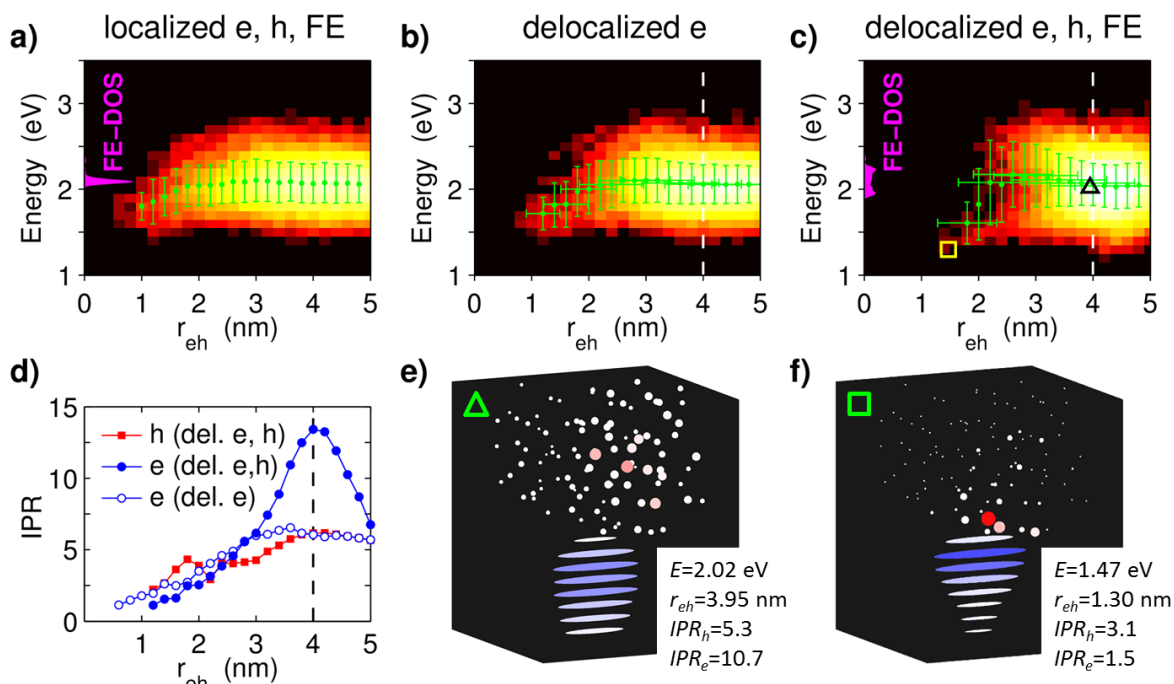 a) localized e, h, FE
b) delocalized e
c) delocalized e, h, FE
Energy (eV)
3
2
1
FE-DOS
0 1 2 3 4 5
r_eh (nm)
Energy (eV)
3
2
1
0 1 2 3 4 5
r_eh (nm)
Energy (eV)
3
2
1
FE-DOS
0 1 2 3 4 5
r_eh (nm)
d)
IPR
15
10
5
0
h (del. e, h)
e (del. e,h)
e (del. e)
1 2 3 4 5
r_eh (nm)
e)
E=2.02 eV
r_eh=3.95 nm
IPR_h=5.3
IPR_e=10.7
f)
E=1.47 eV
r_eh=1.30 nm
IPR_h=3.1
IPR_e=1.5